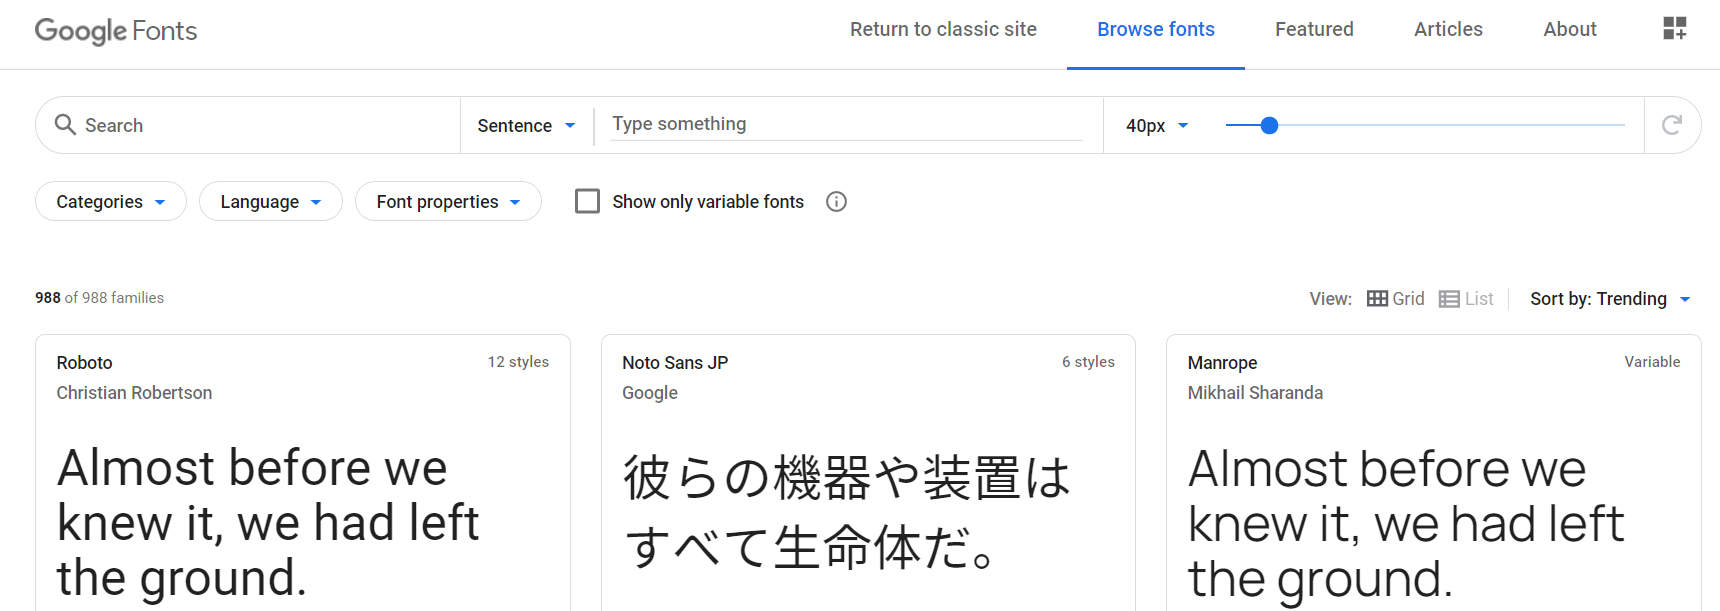 Google Fonts
Return to classic site
Browse fonts
Featured
Articles
About
Search
Sentence
Type something
40px
Categories
Language
Font properties
Show only variable fonts
988 of 988 families
View: Grid List
Sort by: Trending
Roboto
12 styles
Christian Robertson
Almost before we
knew it, we had left
the ground.
Noto Sans JP
6 styles
Google
彼らの機器や装置は
すべて生命体だ。
Manrope
Variable
Mikhail Sharanda
Almost before we
knew it, we had left
the ground.